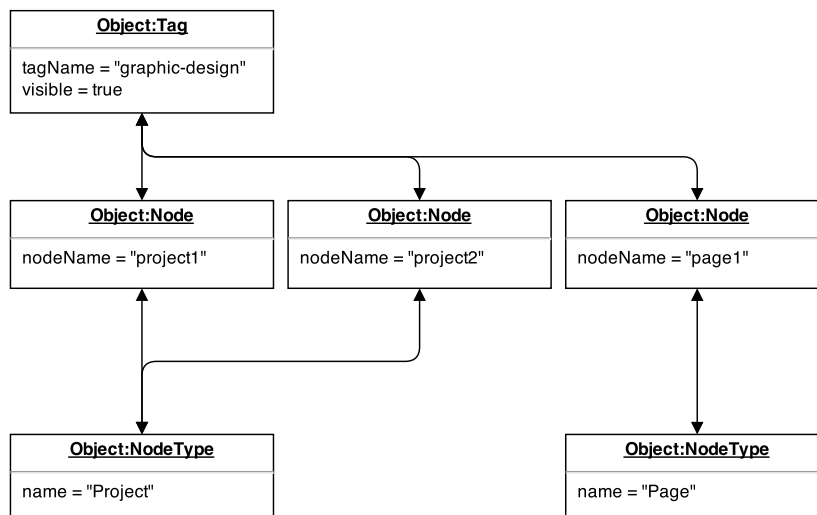 Object:Tag
tagName = "graphic-design"
visible = true
Object:Node
nodeName = "project1"
Object:Node
nodeName = "project2"
Object:Node
nodeName = "page1"
Object:NodeType
name = "Project"
Object:NodeType
name = "Page"